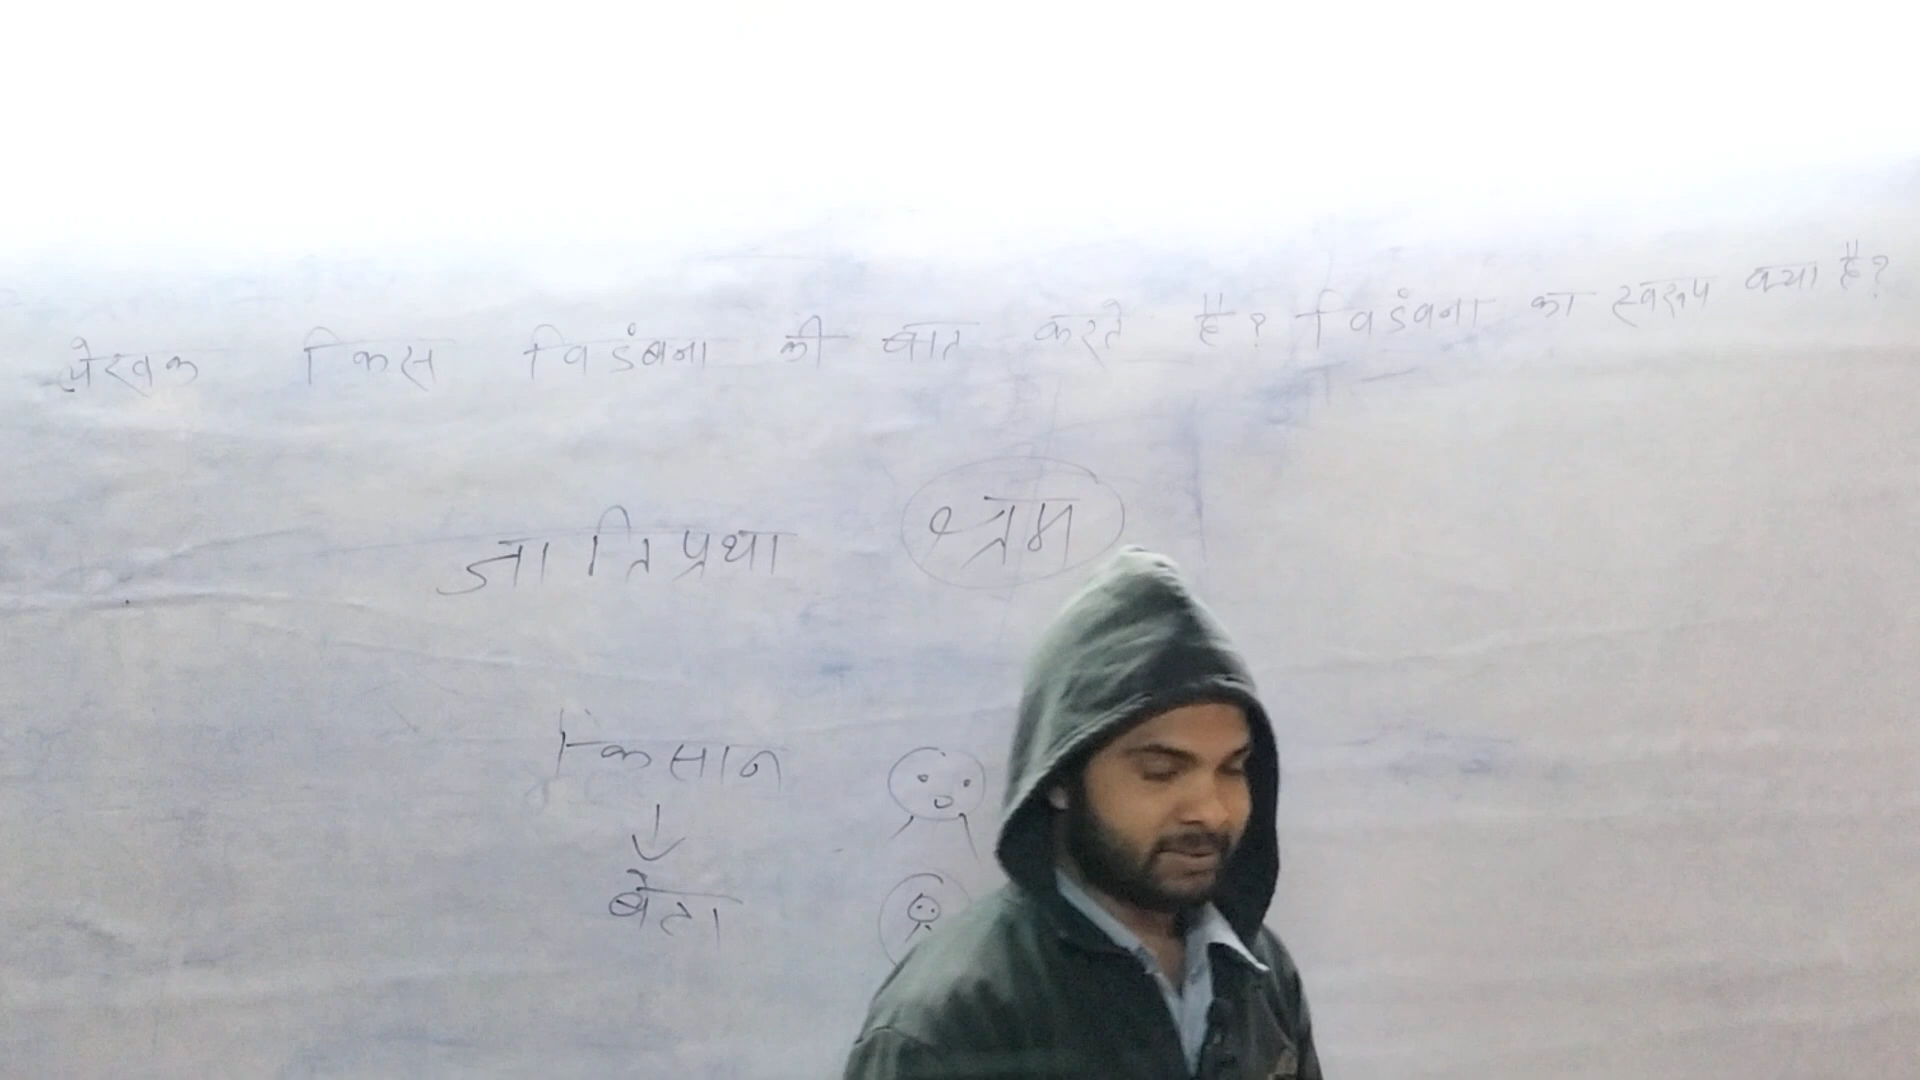 लेखक किस विडंबना की बात करते हैं? विडंबना का स्वरूप क्या है?
जातिप्रथा श्रम
किसान
बेटा